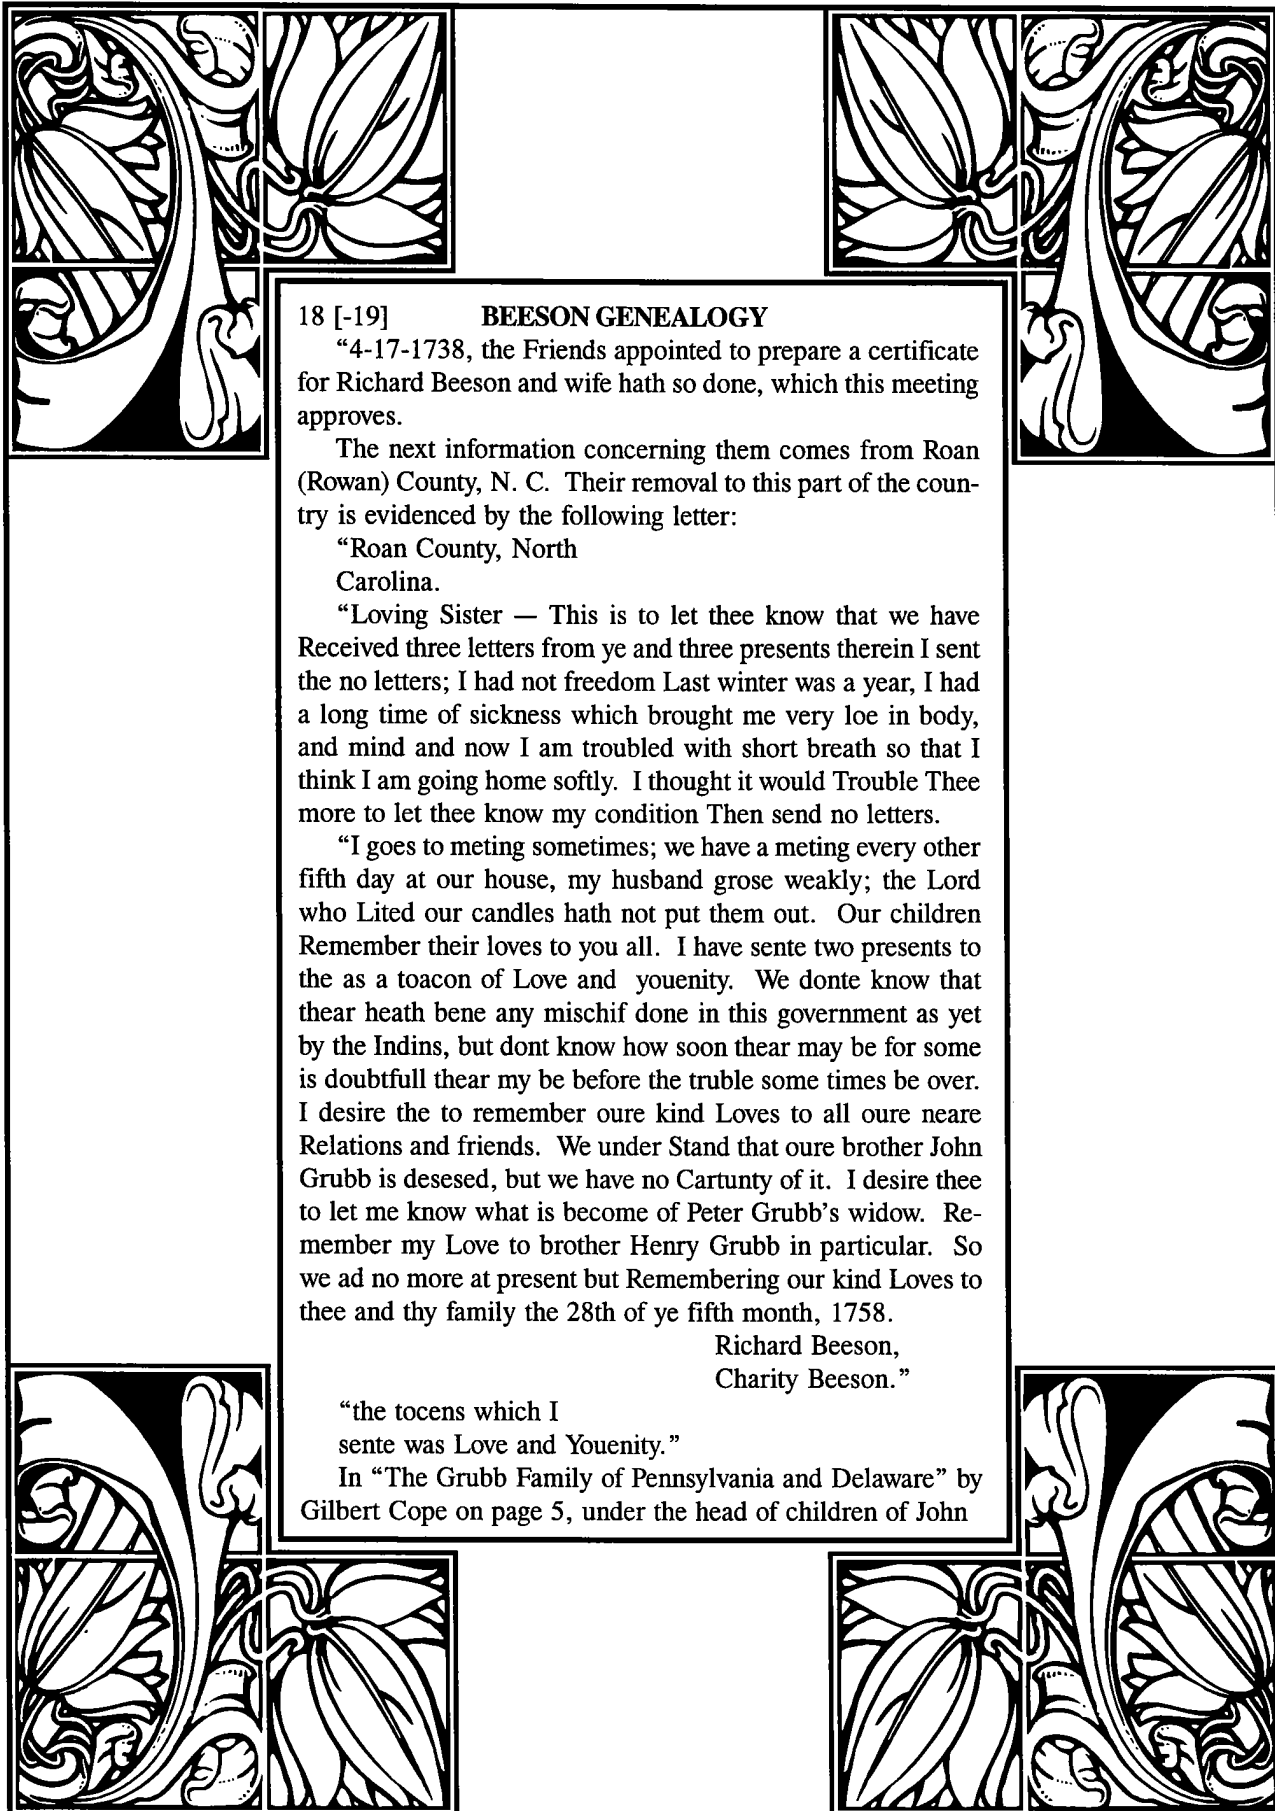 18 [-19] BEESON GENEALOGY
“4-17-1738, the Friends appointed to prepare a certificate
for Richard Beeson and wife hath so done, which this meeting
approves.
The next information concerning them comes from Roan
(Rowan) County, N. C. Their removal to this part of the coun-
try is evidenced by the following letter:
“Roan County, North
Carolina.
“Loving Sister — This is to let thee know that we have
Received three letters from ye and three presents therein I sent
the no letters; I had not freedom Last winter was a year, I had
a long time of sickness which brought me very loe in body,
and mind and now I am troubled with short breath so that I
think I am going home softly. I thought it would Trouble Thee
more to let thee know my condition Then send no letters.
“I goes to meting sometimes; we have a meting every other
fifth day at our house, my husband grose weakly; the Lord
who Lited our candles hath not put them out. Our children
Remember their loves to you all. I have sente two presents to
the as a toacon of Love and youenity. We donte know that
thear heath bene any mischif done in this government as yet
by the Indins, but dont know how soon thear may be for some
is doubtfull thear my be before the truble some times be over.
I desire the to remember oure kind Loves to all oure neare
Relations and friends. We under Stand that oure brother John
Grubb is desesed, but we have no Cartunty of it. I desire thee
to let me know what is become of Peter Grubb’s widow. Re-
member my Love to brother Henry Grubb in particular. So
we ad no more at present but Remembering our kind Loves to
thee and thy family the 28th of ye fifth month, 1758.
Richard Beeson,
Charity Beeson.”
“the tocens which I
sente was Love and Youenity.”
In “The Grubb Family of Pennsylvania and Delaware” by
Gilbert Cope on page 5, under the head of children of John